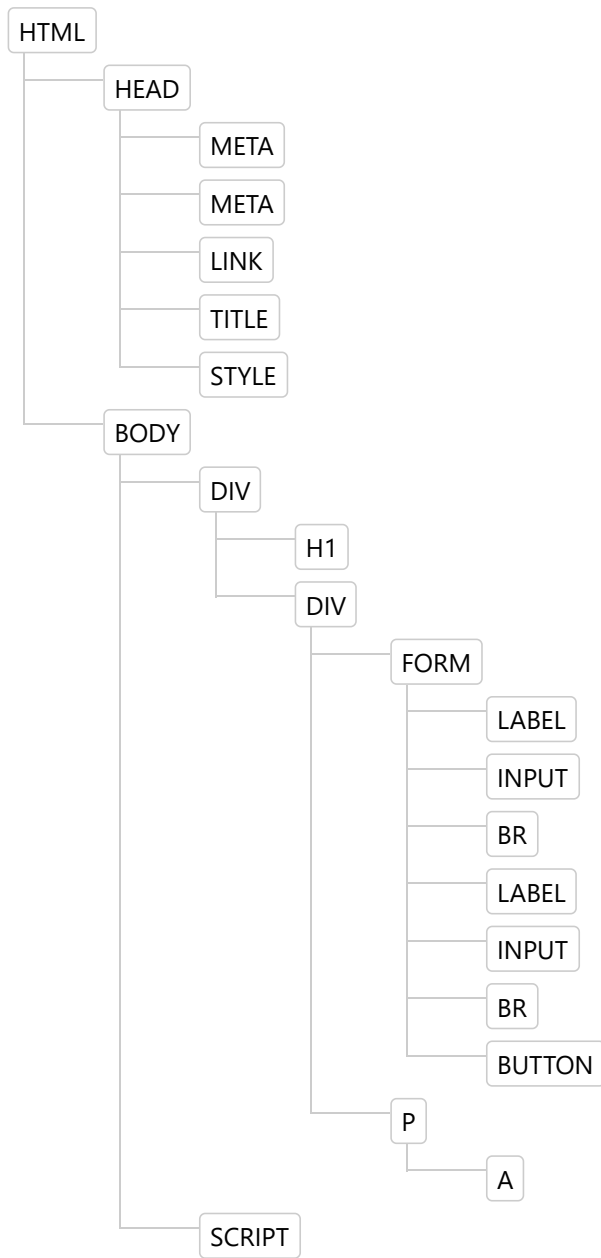 HTML
HEAD
META
META
LINK
TITLE
STYLE
BODY
DIV
H1
DIV
FORM
LABEL
INPUT
BR
LABEL
INPUT
BR
BUTTON
P
A
SCRIPT